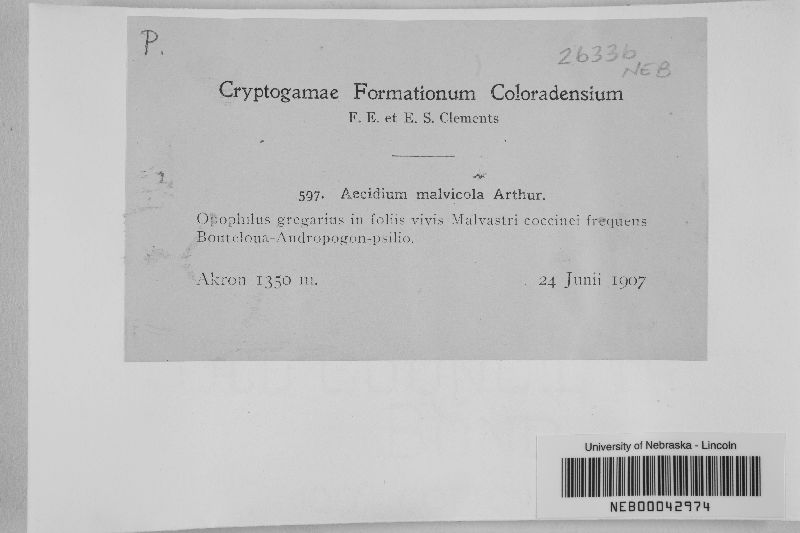 P.
26336
NEB
Cryptogamae Formationum Coloradensium
F. E. et E. S. Clements
597. Aecidium malvicola Arthur.
Opophilus gregarius in foliis vivis Malvastri coccinei frequens
Bouteloua-Andropogon-psilio.
Akron 1350 m. 24 Junii 1907
University of Nebraska - Lincoln
NEB00042974